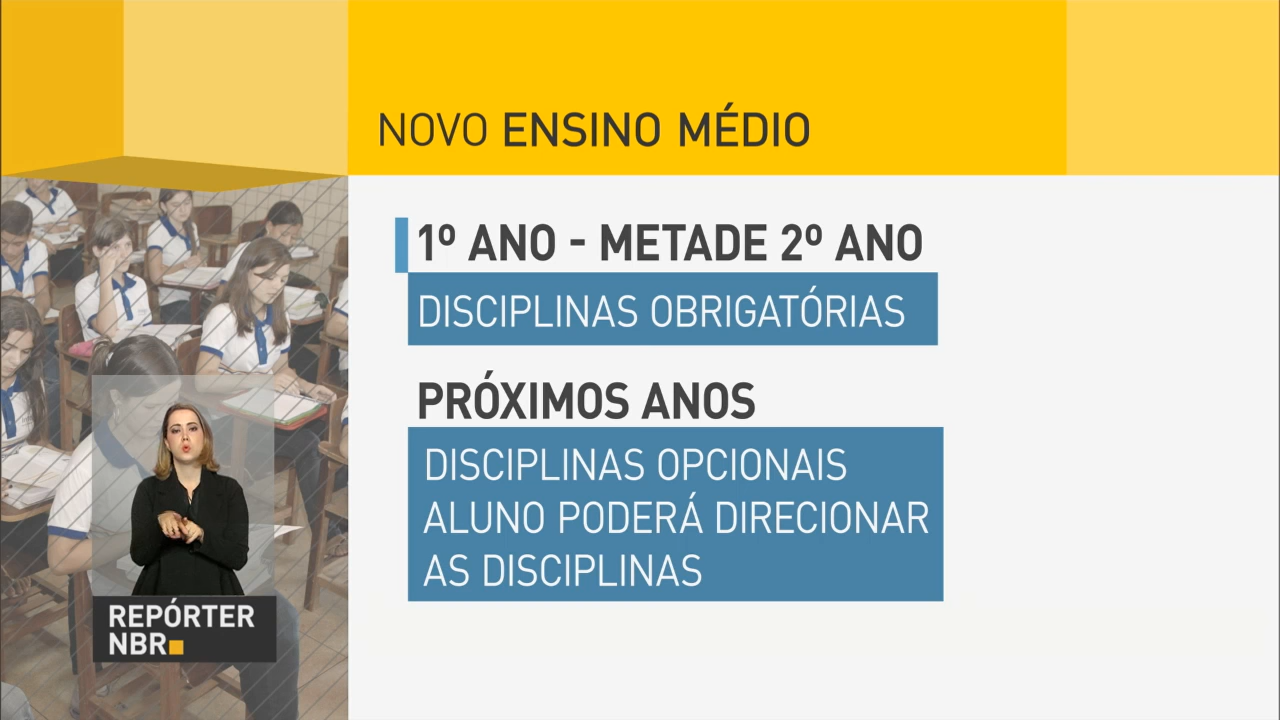 NOVO ENSINO MÉDIO
1º ANO - METADE 2º ANO
DISCIPLINAS OBRIGATÓRIAS
PRÓXIMOS ANOS
DISCIPLINAS OPCIONAIS
ALUNO PODERÁ DIRECIONAR
AS DISCIPLINAS
REPÓRTER
NBR